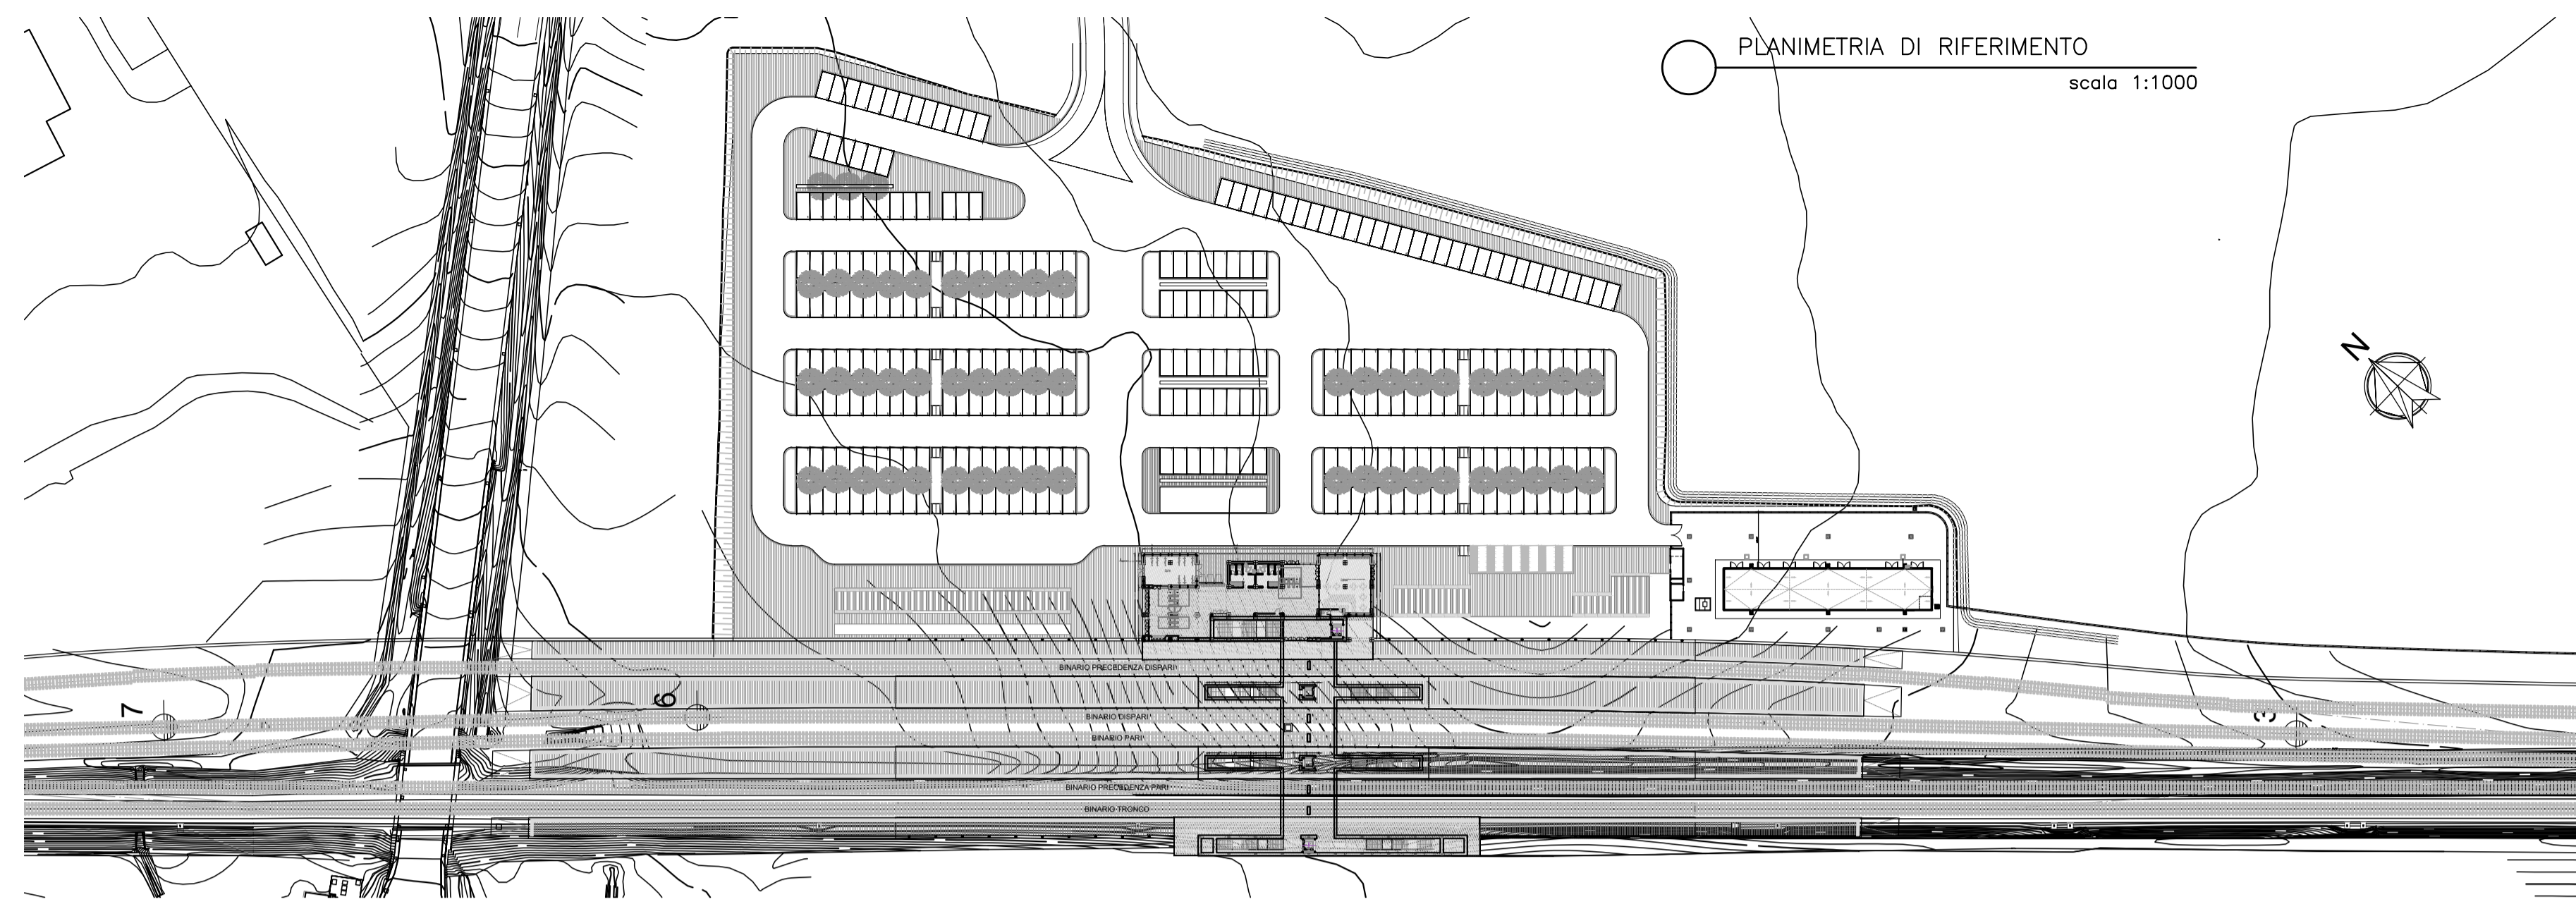 PLANIMETRIA DI RIFERIMENTO
scala 1:1000
N
BINARIO PRECEDENZA DISPARI
7
6
3
BINARIO DISPARI
BINARIO PARI
BINARIO PRECEDENZA PARI
BINARIO TRONCO